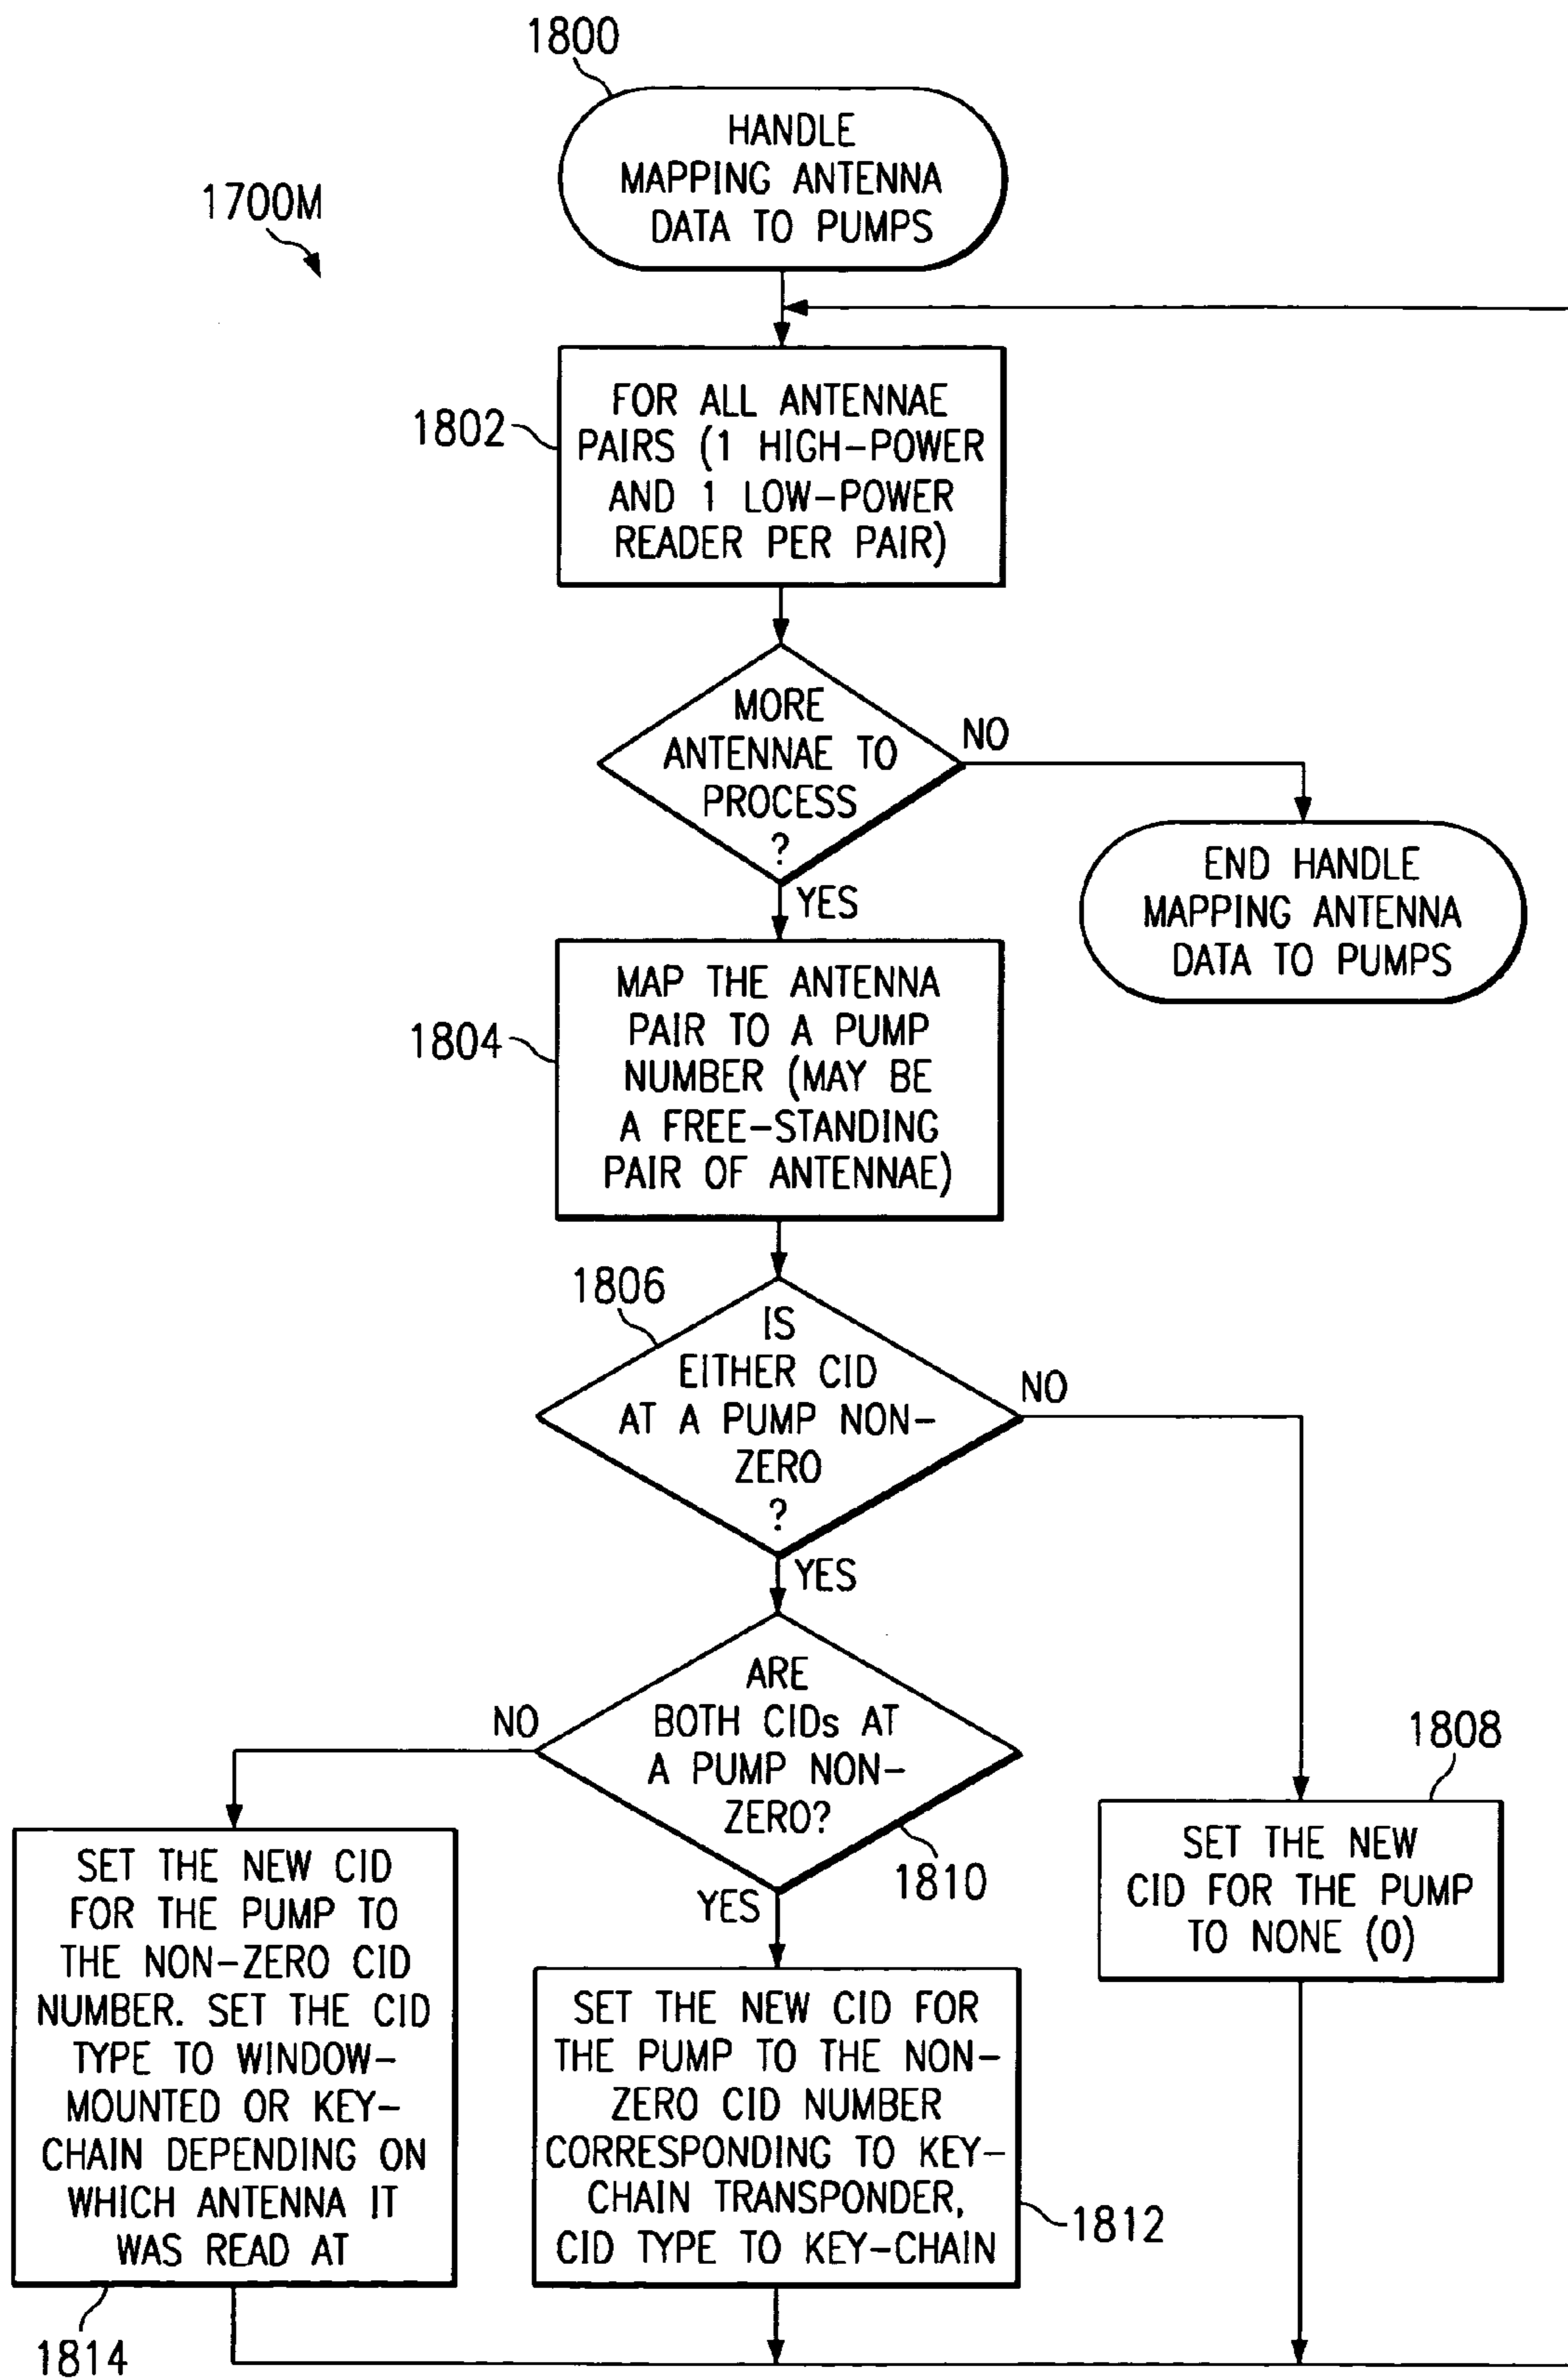 1800
HANDLE
MAPPING ANTENNA
DATA TO PUMPS
1700M
1802
FOR ALL ANTENNAE
PAIRS (1 HIGH-POWER
AND 1 LOW-POWER
READER PER PAIR)
MORE
ANTENNAE TO
PROCESS
?
NO
YES
END HANDLE
MAPPING ANTENNA
DATA TO PUMPS
1804
MAP THE ANTENNA
PAIR TO A PUMP
NUMBER (MAY BE
A FREE-STANDING
PAIR OF ANTENNAE)
1806
IS
EITHER CID
AT A PUMP NON-
ZERO
?
NO
YES
ARE
BOTH CIDs AT
A PUMP NON-
ZERO?
NO
YES
1810
1808
SET THE NEW
CID FOR THE PUMP
TO NONE (0)
SET THE NEW CID
FOR THE PUMP TO
THE NON-ZERO CID
NUMBER. SET THE CID
TYPE TO WINDOW-
MOUNTED OR KEY-
CHAIN DEPENDING ON
WHICH ANTENNA IT
WAS READ AT
1814
SET THE NEW CID FOR
THE PUMP TO THE NON-
ZERO CID NUMBER
CORRESPONDING TO KEY-
CHAIN TRANSPONDER,
CID TYPE TO KEY-CHAIN
1812